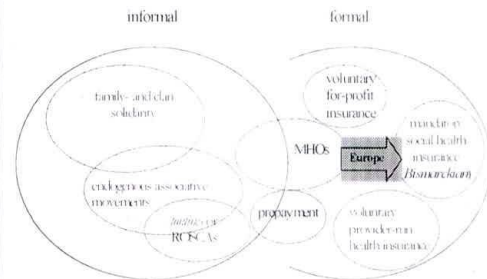 informal
formal
family- and clan
solidarity
voluntary
for-profit
insurance
mandatory
social health
insurance
Bismarckian
MHOs
Europe
endogenous associative
movements
ROSCAs
prepayment
voluntary
provider-run
health insurance